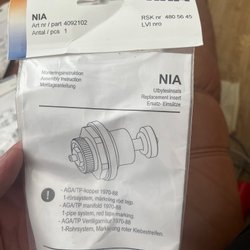 NIA
Art nr / part 4092102
Antal / pcs 1
RSK nr 480 56 45
LVI nro
Monteringsinstruktion
Assembly Instruction
Montageanleitung
NIA
Utbytesinsats
Replacement insert
Ersatz- Einsätze
- AGA/TP-koppel 1970-88
1-rörsystem, märkning röd tejp.
- AGA/TP manifold 1970-88
1-pipe system, red tape marking.
- AGA/TP Ventilgarnitur 1970-88
1-Rohrsystem, Markierung roter Klebestreifen.